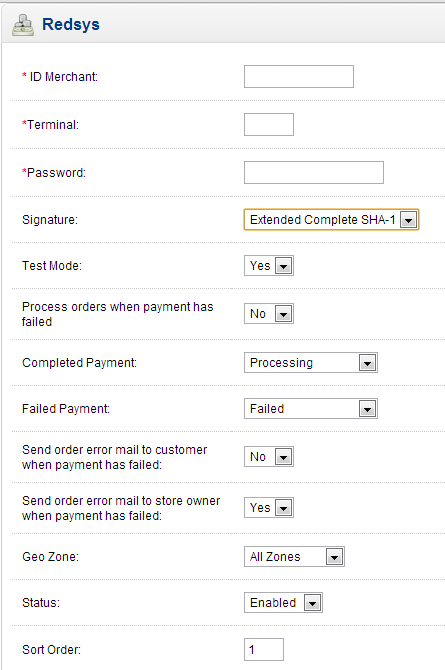 Redsys
* ID Merchant:
*Terminal:
*Password:
Signature: Extended Complete SHA-1
Test Mode: Yes
Process orders when payment has
failed No
Completed Payment: Processing
Failed Payment: Failed
Send order error mail to customer
when payment has failed: No
Send order error mail to store owner
when payment has failed: Yes
Geo Zone: All Zones
Status: Enabled
Sort Order: 1